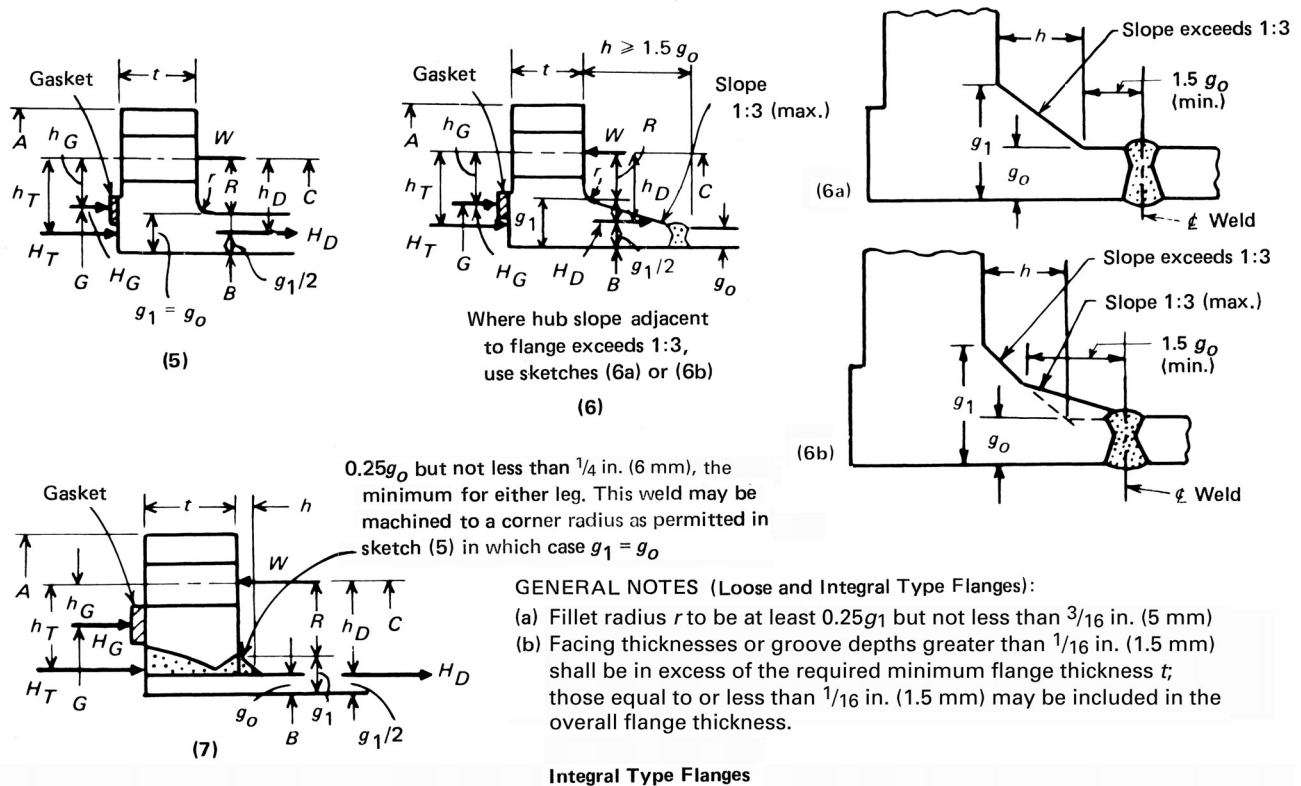 Gasket
t
A
h_G
W
h_T
r
R
h_D
C
H_T
G
H_G
H_D
g_1 = g_o
B
g_1/2
(5)
h ⩾ 1.5 g_o
Gasket
t
Slope
1:3 (max.)
A
h_G
W
R
h_T
r
h_D
C
g_1
H_T
G
H_G
H_D
B
g_1/2
g_o
Where hub slope adjacent
to flange exceeds 1:3,
use sketches (6a) or (6b)
(6)
h
Slope exceeds 1:3
1.5 g_o
(min.)
g_1
g_o
(6a)
℄ Weld
h
Slope exceeds 1:3
Slope 1:3 (max.)
1.5 g_o
(min.)
g_1
g_o
(6b)
℄ Weld
0.25g_o but not less than 1/4 in. (6 mm), the
minimum for either leg. This weld may be
machined to a corner radius as permitted in
sketch (5) in which case g_1 = g_o
Gasket
t
h
A
W
h_G
h_T
H_G
R
h_D
C
H_T
G
H_D
g_o
B
g_1
g_1/2
(7)
GENERAL NOTES (Loose and Integral Type Flanges):
(a) Fillet radius r to be at least 0.25g1 but not less than 3/16 in. (5 mm)
(b) Facing thicknesses or groove depths greater than 1/16 in. (1.5 mm)
shall be in excess of the required minimum flange thickness t;
those equal to or less than 1/16 in. (1.5 mm) may be included in the
overall flange thickness.
Integral Type Flanges